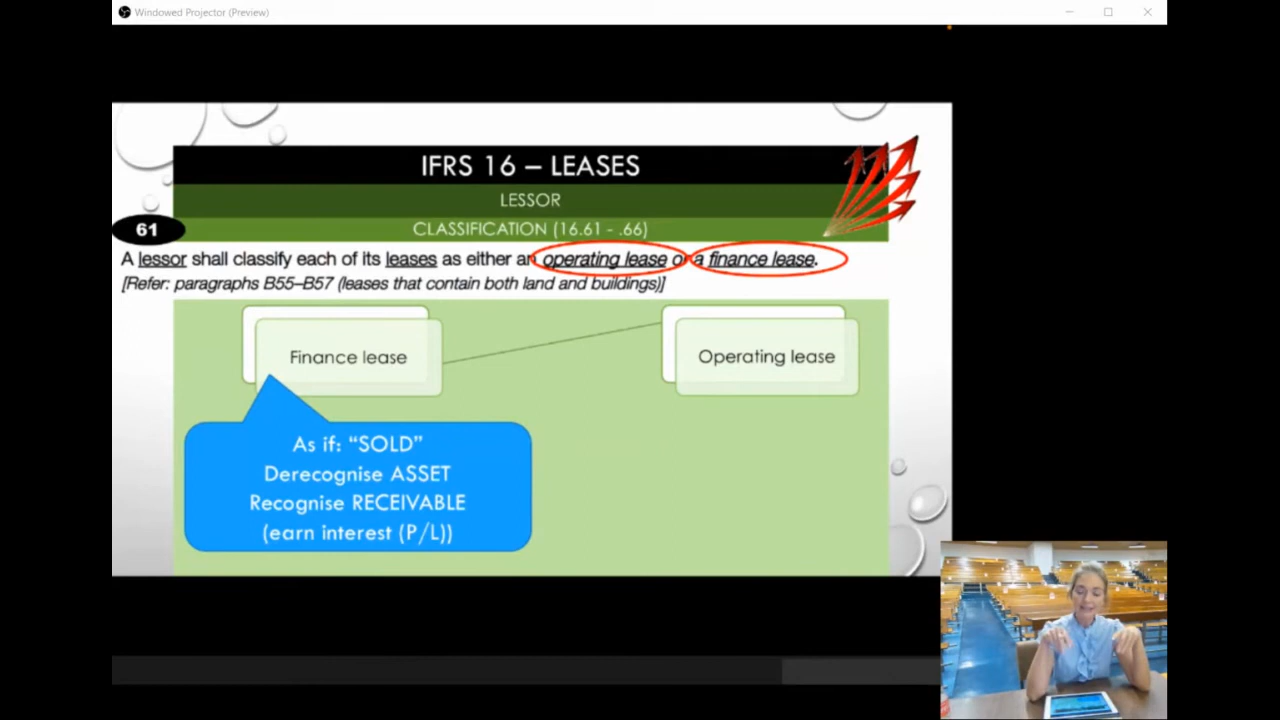 Windowed Projector (Preview)
IFRS 16 – LEASES
LESSOR
CLASSIFICATION (16.61 - .66)
61
A lessor shall classify each of its leases as either an operating lease or a finance lease.
[Refer: paragraphs B55–B57 (leases that contain both land and buildings)]
Finance lease
Operating lease
As if: “SOLD”
Derecognise ASSET
Recognise RECEIVABLE
(earn interest (P/L))